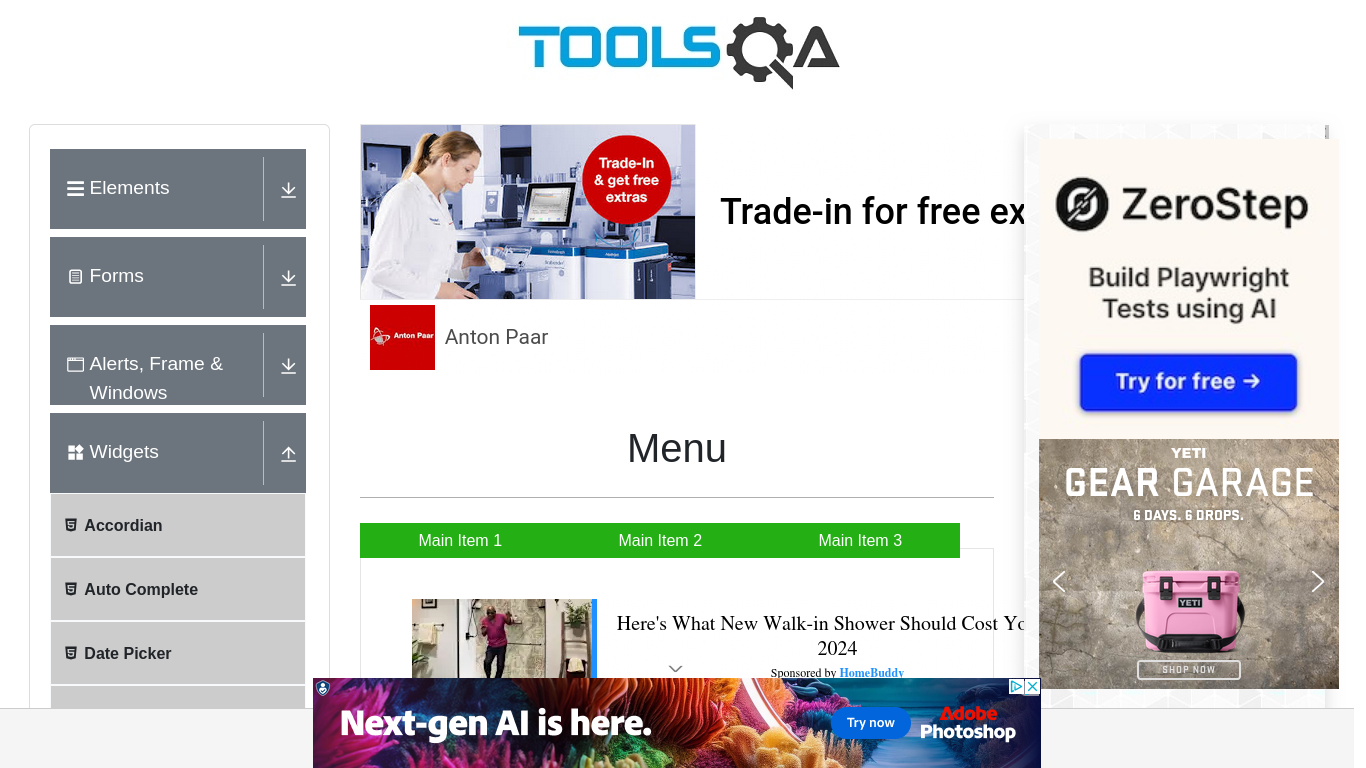 TOOLSQA
Elements
Forms
Alerts, Frame &
Windows
Widgets
Accordian
Auto Complete
Date Picker
Trade-In
& get free
extras
Trade-in for free ex
Anton Paar
Anton Paar
Menu
Main Item 1
Main Item 2
Main Item 3
Here's What New Walk-in Shower Should Cost Yo
2024
Sponsored by HomeBuddy
ZeroStep
Build Playwright
Tests using AI
Try for free →
YETI
GEAR GARAGE
6 DAYS. 6 DROPS.
YETI
SHOP NOW
Next-gen AI is here.
Try now
Adobe
Photoshop